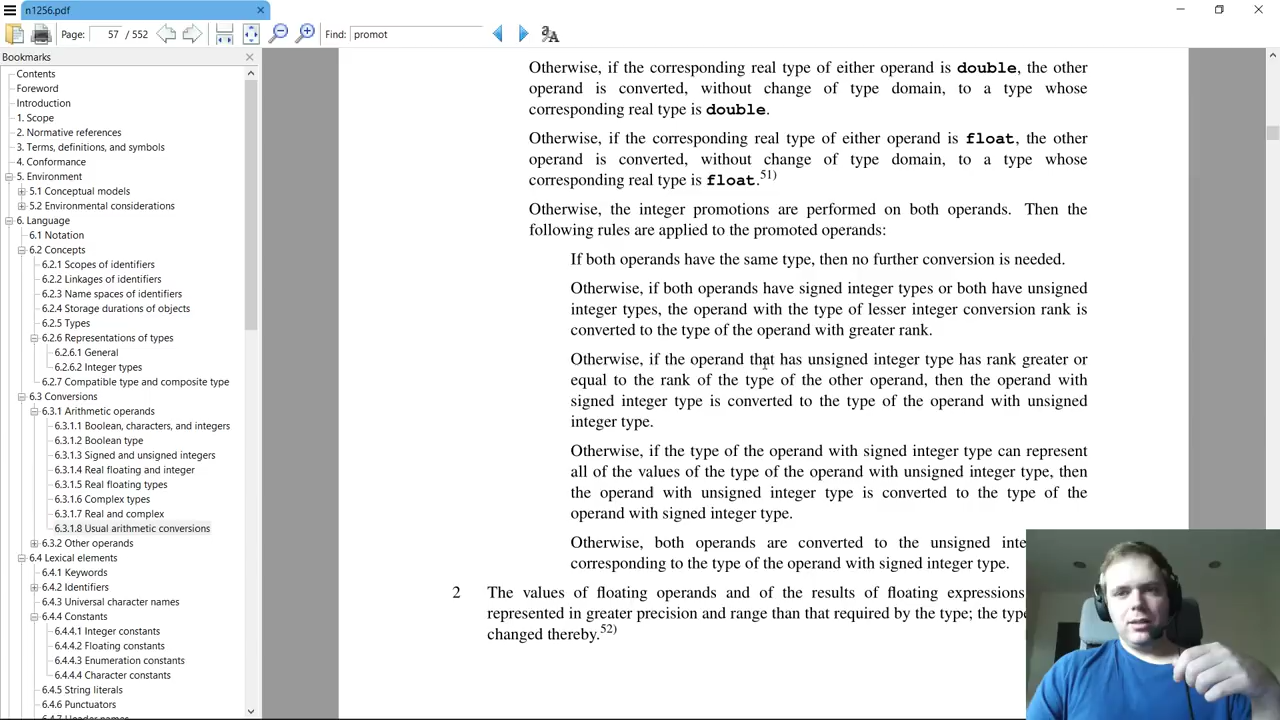 n1256.pdf
Page: 57 / 552 Find: promot
Bookmarks
Contents
Foreword
Introduction
1. Scope
2. Normative references
3. Terms, definitions, and symbols
4. Conformance
5. Environment
5.1 Conceptual models
5.2 Environmental considerations
6. Language
6.1 Notation
6.2 Concepts
6.2.1 Scopes of identifiers
6.2.2 Linkages of identifiers
6.2.3 Name spaces of identifiers
6.2.4 Storage durations of objects
6.2.5 Types
6.2.6 Representations of types
6.2.6.1 General
6.2.6.2 Integer types
6.2.7 Compatible type and composite type
6.3 Conversions
6.3.1 Arithmetic operands
6.3.1.1 Boolean, characters, and integers
6.3.1.2 Boolean type
6.3.1.3 Signed and unsigned integers
6.3.1.4 Real floating and integer
6.3.1.5 Real floating types
6.3.1.6 Complex types
6.3.1.7 Real and complex
6.3.1.8 Usual arithmetic conversions
6.3.2 Other operands
6.4 Lexical elements
6.4.1 Keywords
6.4.2 Identifiers
6.4.3 Universal character names
6.4.4 Constants
6.4.4.1 Integer constants
6.4.4.2 Floating constants
6.4.4.3 Enumeration constants
6.4.4.4 Character constants
6.4.5 String literals
6.4.6 Punctuators
6.4.7 Header names
Otherwise, if the corresponding real type of either operand is double, the other
operand is converted, without change of type domain, to a type whose
corresponding real type is double.
Otherwise, if the corresponding real type of either operand is float, the other
operand is converted, without change of type domain, to a type whose
corresponding real type is float.51)
Otherwise, the integer promotions are performed on both operands. Then the
following rules are applied to the promoted operands:
If both operands have the same type, then no further conversion is needed.
Otherwise, if both operands have signed integer types or both have unsigned
integer types, the operand with the type of lesser integer conversion rank is
converted to the type of the operand with greater rank.
Otherwise, if the operand that has unsigned integer type has rank greater or
equal to the rank of the type of the other operand, then the operand with
signed integer type is converted to the type of the operand with unsigned
integer type.
Otherwise, if the type of the operand with signed integer type can represent
all of the values of the type of the operand with unsigned integer type, then
the operand with unsigned integer type is converted to the type of the
operand with signed integer type.
Otherwise, both operands are converted to the unsigned
corresponding to the type of the operand with signed integer type.
2 The values of floating operands and of the results of floating expressions
represented in greater precision and range than that required by the type; the
changed thereby.52)